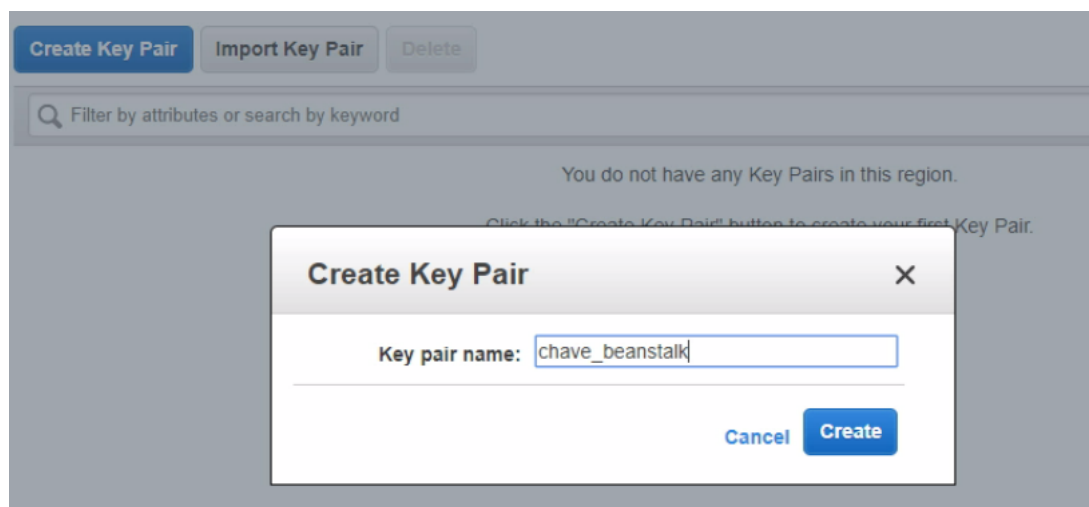 Create Key Pair Import Key Pair Delete
Filter by attributes or search by keyword
You do not have any Key Pairs in this region.
Click the "Create Key Pair" button to create your first Key Pair.
Create Key Pair
Key pair name: chave_beanstalk
Cancel Create